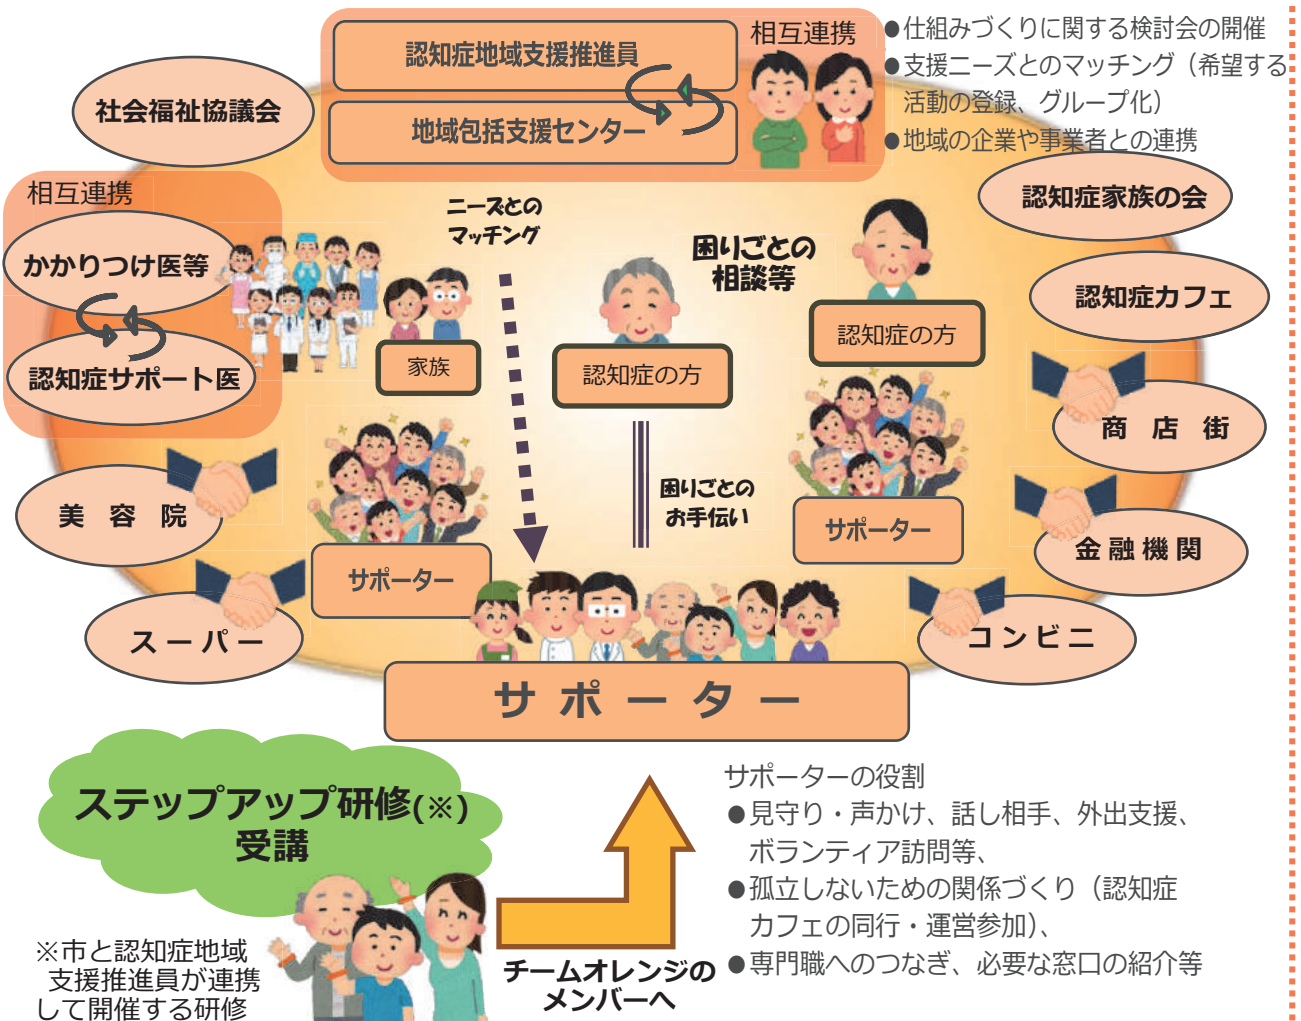 認知症地域支援推進員
地域包括支援センター
相互連携
●仕組みづくりに関する検討会の開催
●支援ニーズとのマッチング（希望する
活動の登録、グループ化）
●地域の企業や事業者との連携
社会福祉協議会
相互連携
かかりつけ医等
認知症サポート医
ニーズとの
マッチング
困りごとの
相談等
認知症家族の会
認知症カフェ
家族
認知症の方
認知症の方
商店街
美容院
困りごとの
お手伝い
サポーター
金融機関
サポーター
スーパー
コンビニ
サポーター
ステップアップ研修(※)
受講
※市と認知症地域
支援推進員が連携
して開催する研修
チームオレンジの
メンバーへ
サポーターの役割
●見守り・声かけ、話し相手、外出支援、
ボランティア訪問等、
●孤立しないための関係づくり（認知症
カフェの同行・運営参加）、
●専門職へのつなぎ、必要な窓口の紹介等